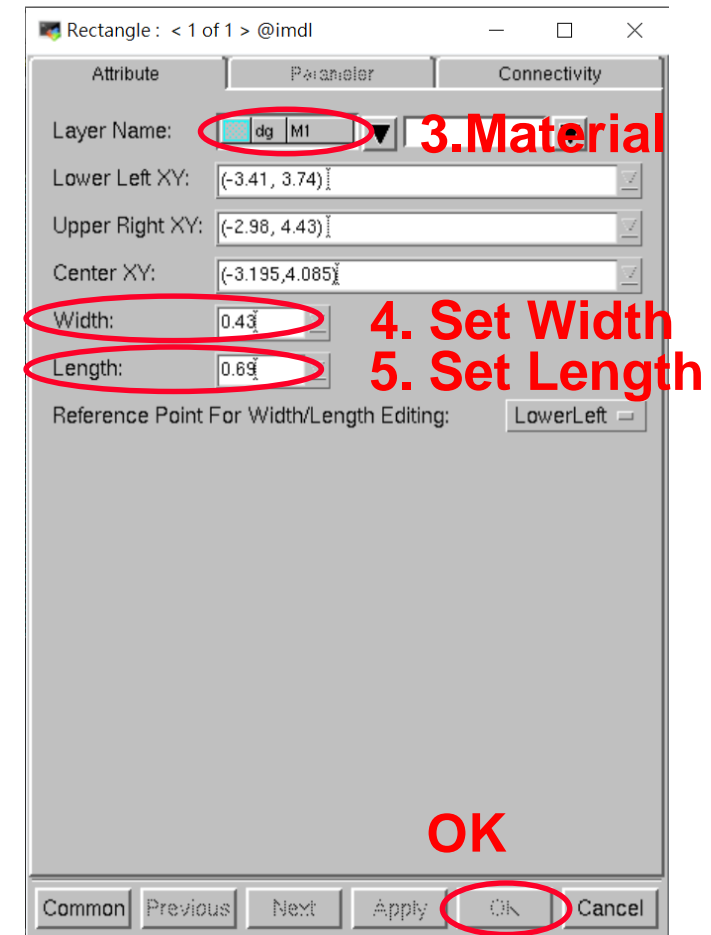 Rectangle : < 1 of 1 > @imdl
Attribute Parameter Connectivity
Layer Name: dg M1 3.Material
Lower Left XY: (-3.41, 3.74)
Upper Right XY: (-2.98, 4.43)
Center XY: (-3.195,4.085)
Width: 0.43 4. Set Width
Length: 0.69 5. Set Length
Reference Point For Width/Length Editing: LowerLeft
OK
Common Previous Next Apply OK Cancel